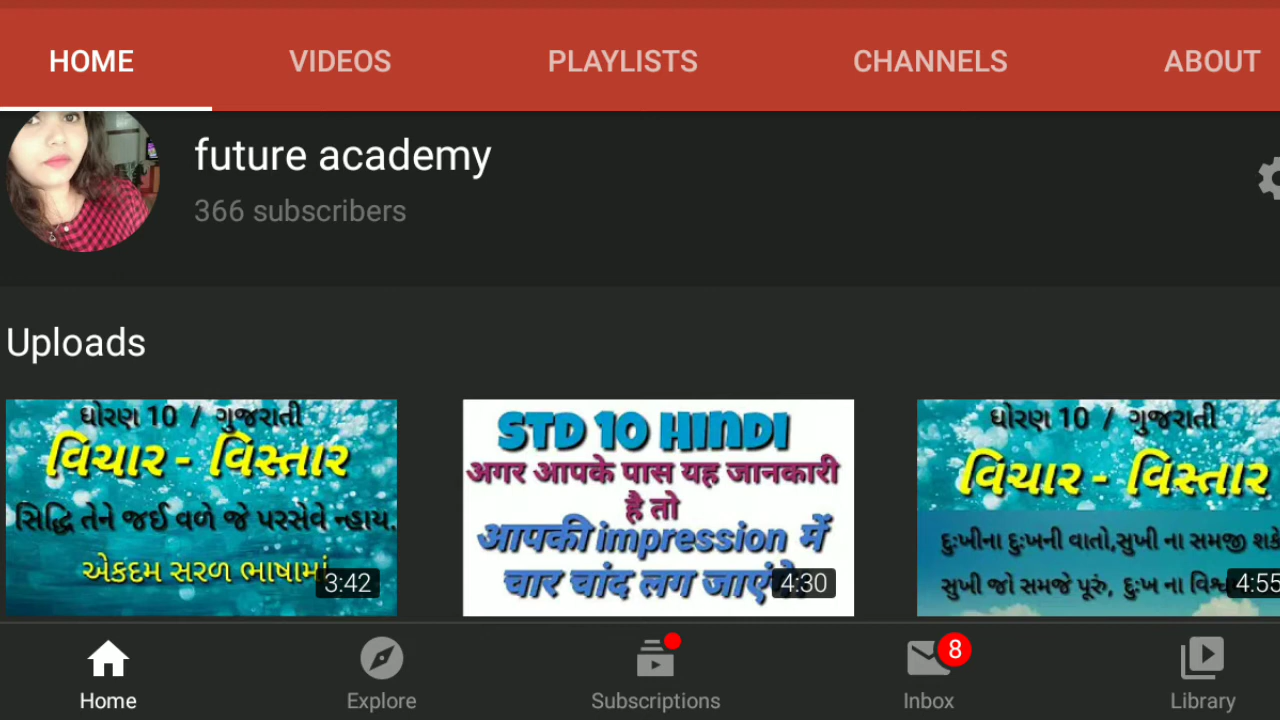 HOME VIDEOS PLAYLISTS CHANNELS ABOUT
future academy
366 subscribers
Uploads
ધોરણ 10 / ગુજરાતી
વિચાર - વિસ્તાર
સિદ્ધિ તેને જઈ વળે જે પરસેવે ન્હાય.
એકદમ સરળ ભાષામાં
3:42
STD 10 HINDI
अगर आपके पास यह जानकारी
है तो
आपकी impression में
चार चांद लग जाएंगे.
4:30
ધોરણ 10 / ગુજરાતી
વિચાર - વિસ્તાર
દુઃખીના દુઃખની વાતો,સુખી ના સમજી
સુખી જો સમજે પૂરું, દુઃખ ના
4:55
Home Explore Subscriptions Inbox Library
8